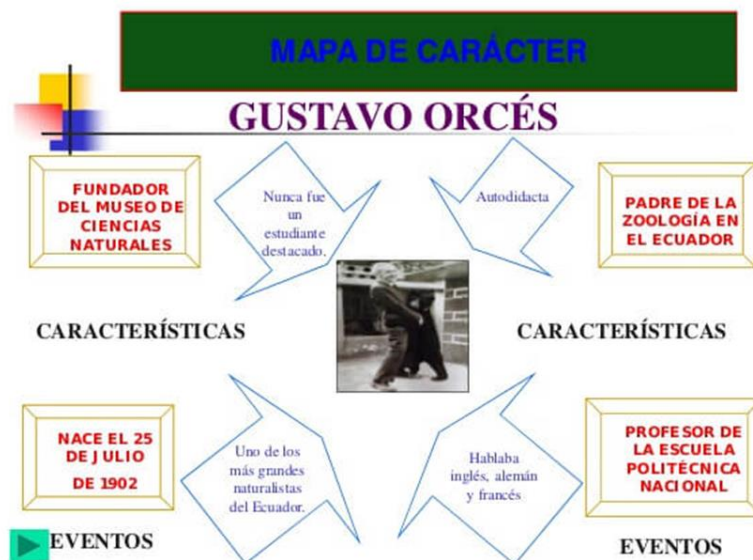 MAPA DE CARÁCTER
GUSTAVO ORCÉS
FUNDADOR
DEL MUSEO DE
CIENCIAS
NATURALES
Nunca fue
un
estudiante
destacado.
Autodidacta
PADRE DE LA
ZOOLOGÍA EN
EL ECUADOR
CARACTERÍSTICAS
CARACTERÍSTICAS
NACE EL 25
DE JULIO
DE 1902
Uno de los
más grandes
naturalistas
del Ecuador.
Hablaba
inglés, alemán
y francés
PROFESOR DE
LA ESCUELA
POLITÉCNICA
NACIONAL
EVENTOS
EVENTOS